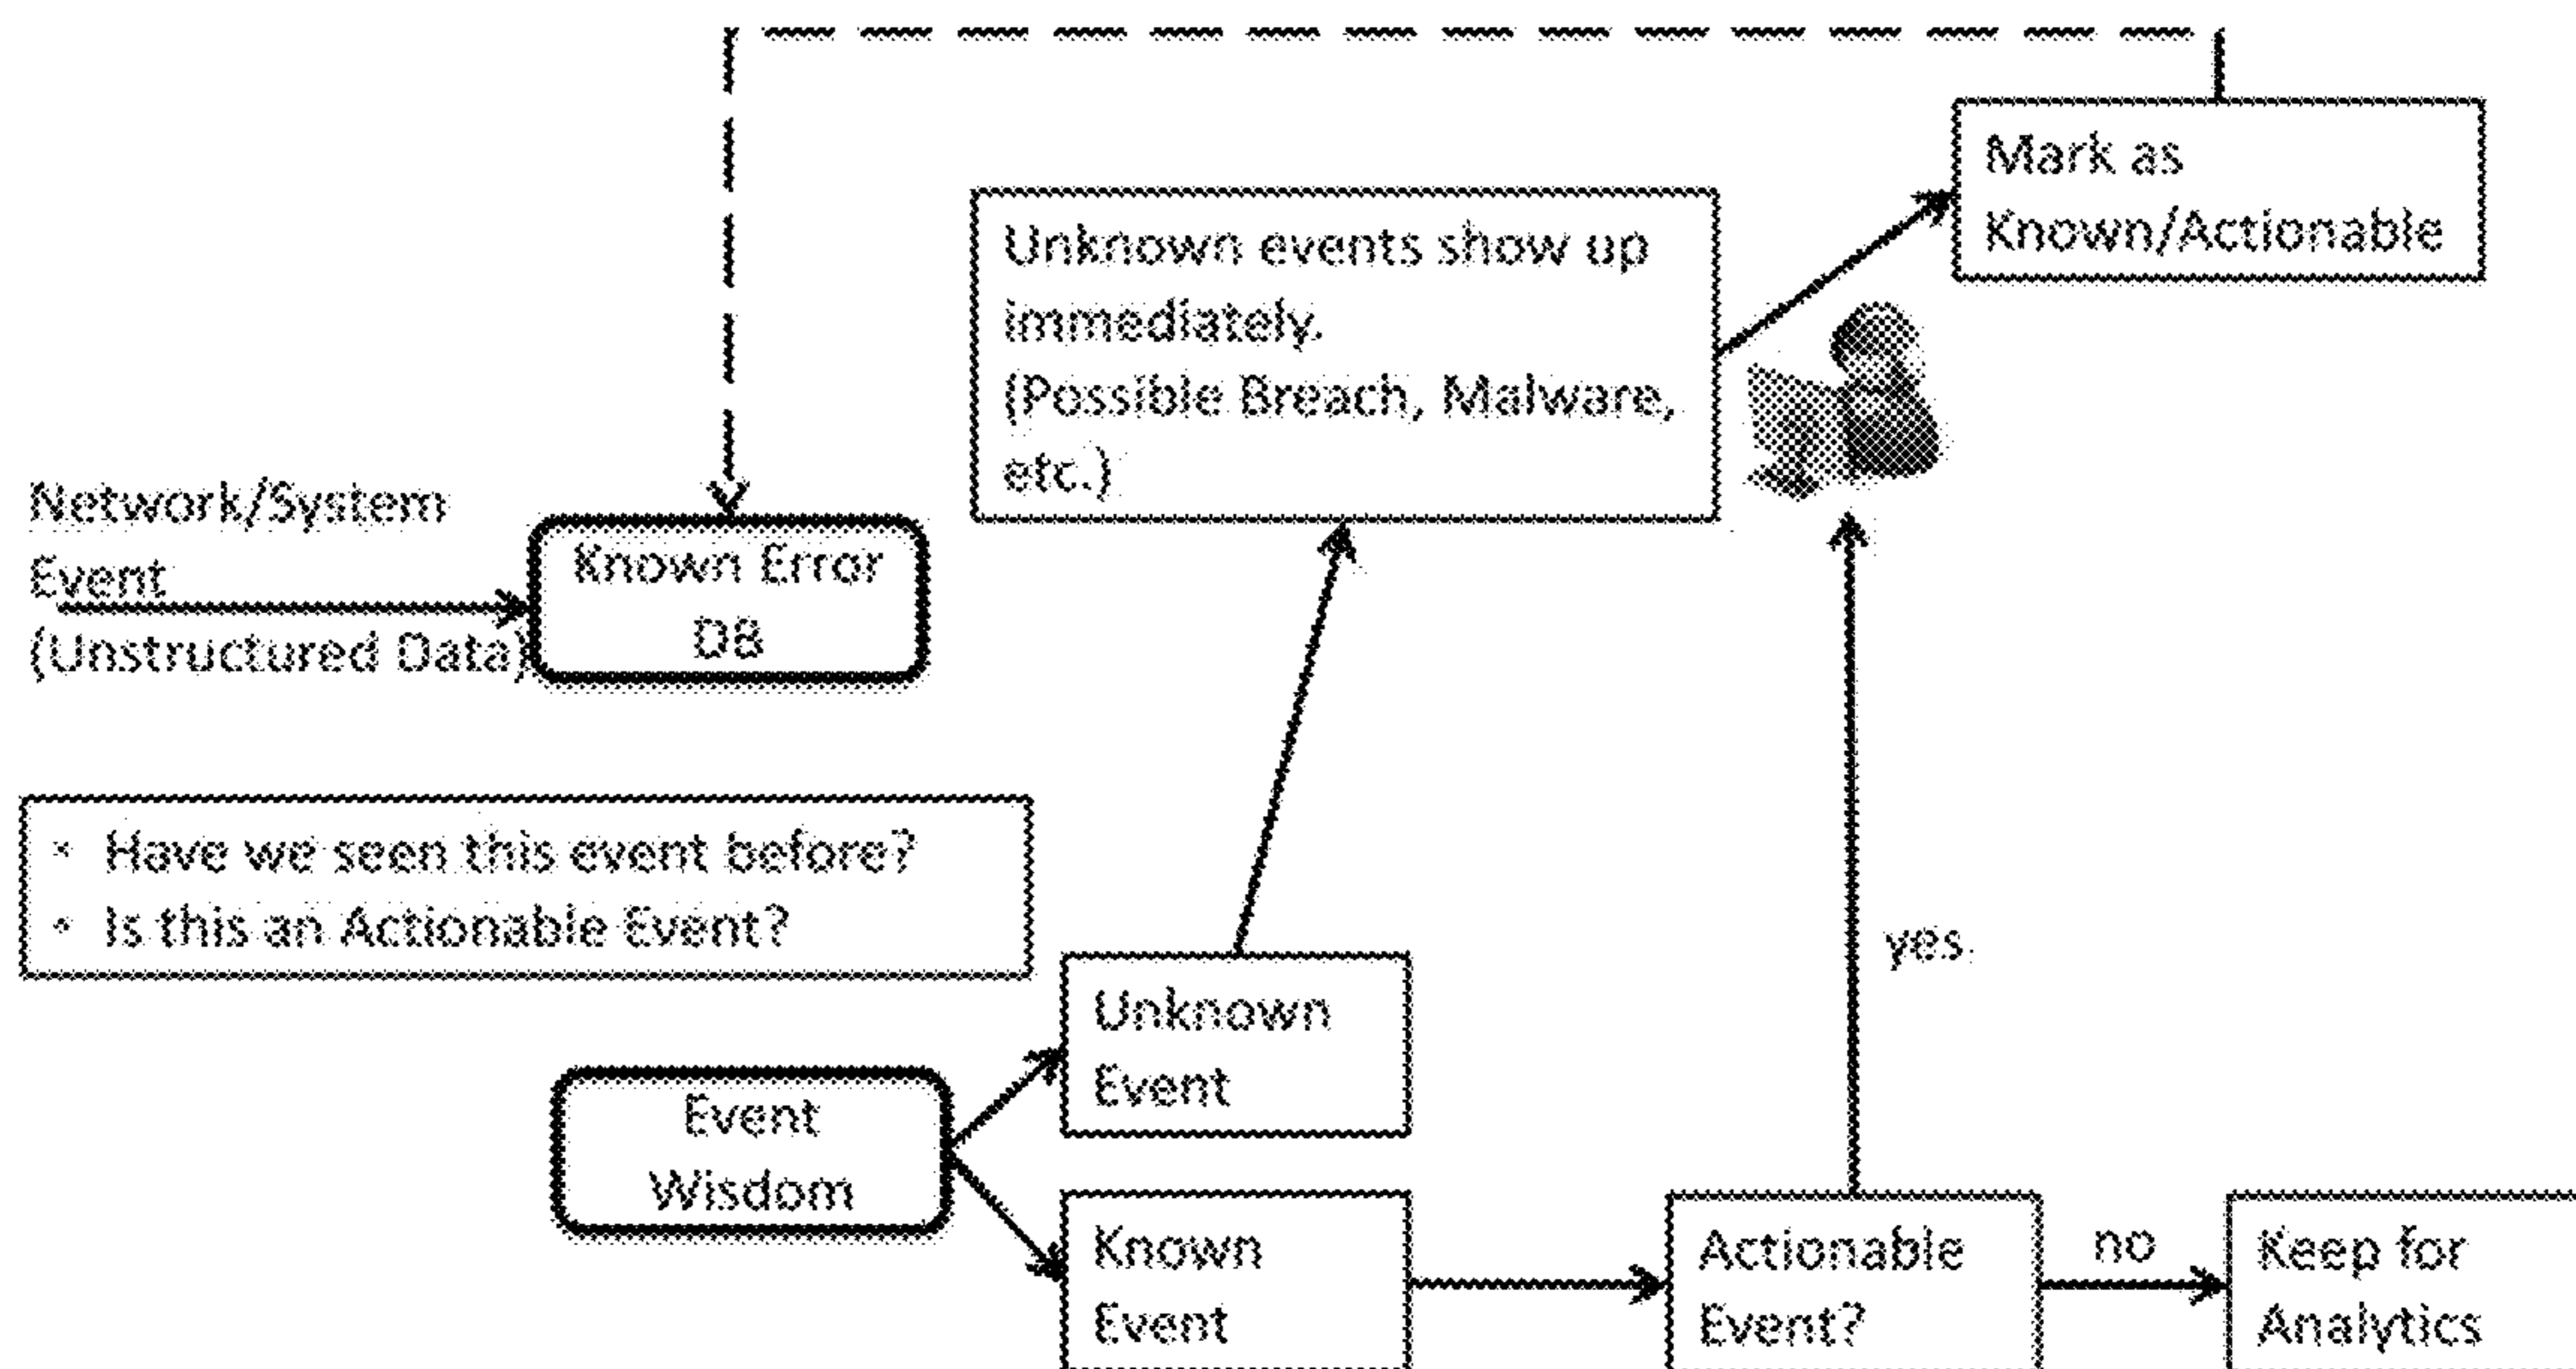 Mark as
Known/Actionable
Unknown events show up
immediately.
(Possible Breach, Malware,
etc.)
Network/System
Event
(Unstructured Data)
Known Error
DB
• Have we seen this event before?
• Is this an Actionable Event?
yes
Unknown
Event
Event
Wisdom
Known
Event
Actionable
Event?
no
Keep for
Analytics